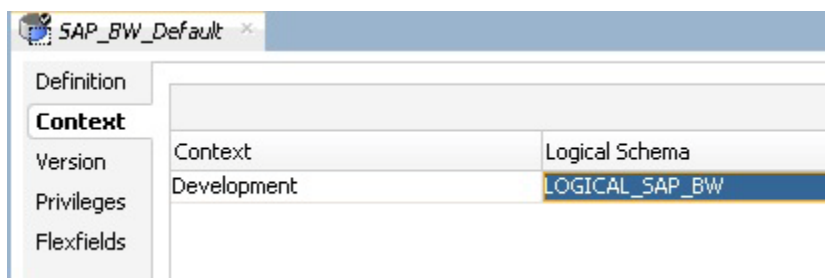 SAP_BW_Default
Definition
Context
Version
Privileges
Flexfields
Context Logical Schema
Development LOGICAL_SAP_BW